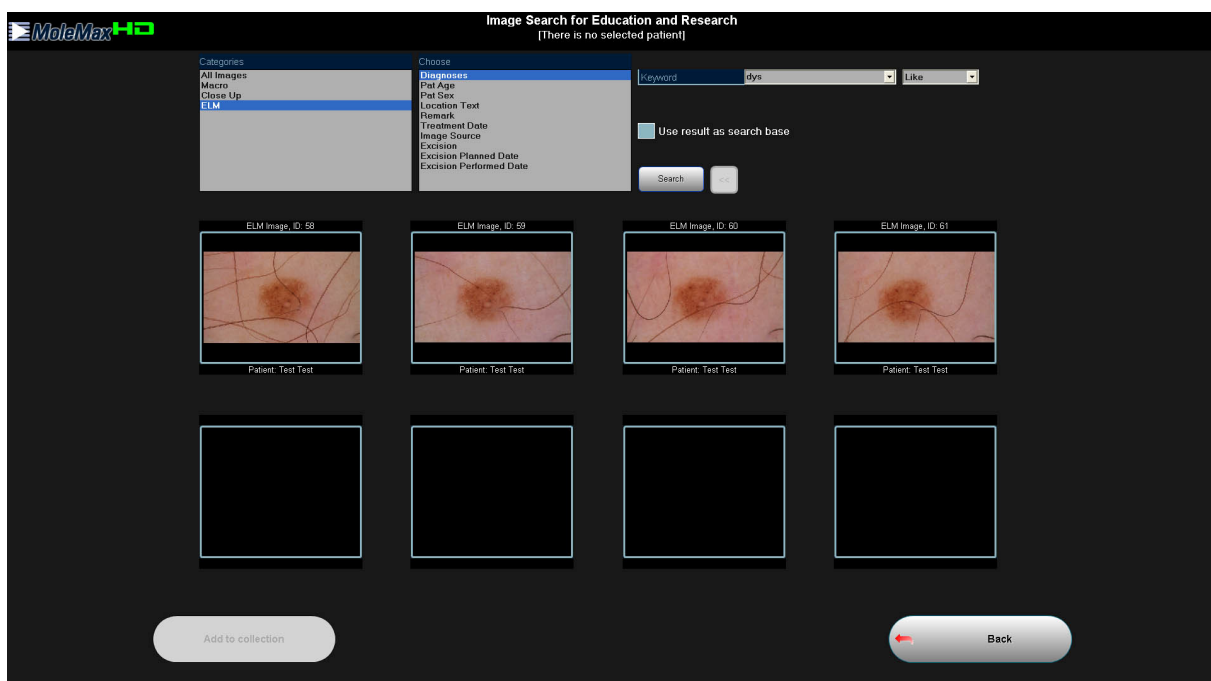 MoleMax HD
Image Search for Education and Research
[There is no selected patient]
Categories
All Images
Macro
Close Up
ELM
Choose
Diagnoses
Pat Age
Pat Sex
Location Text
Remark
Treatment Date
Image Source
Excision
Excision Planned Date
Excision Performed Date
Keyword dys Like
Use result as search base
Search <<
ELM Image, ID: 58 ELM Image, ID: 59 ELM Image, ID: 60 ELM Image, ID: 61
Patient: Test Test Patient: Test Test Patient: Test Test Patient: Test Test
Add to collection Back